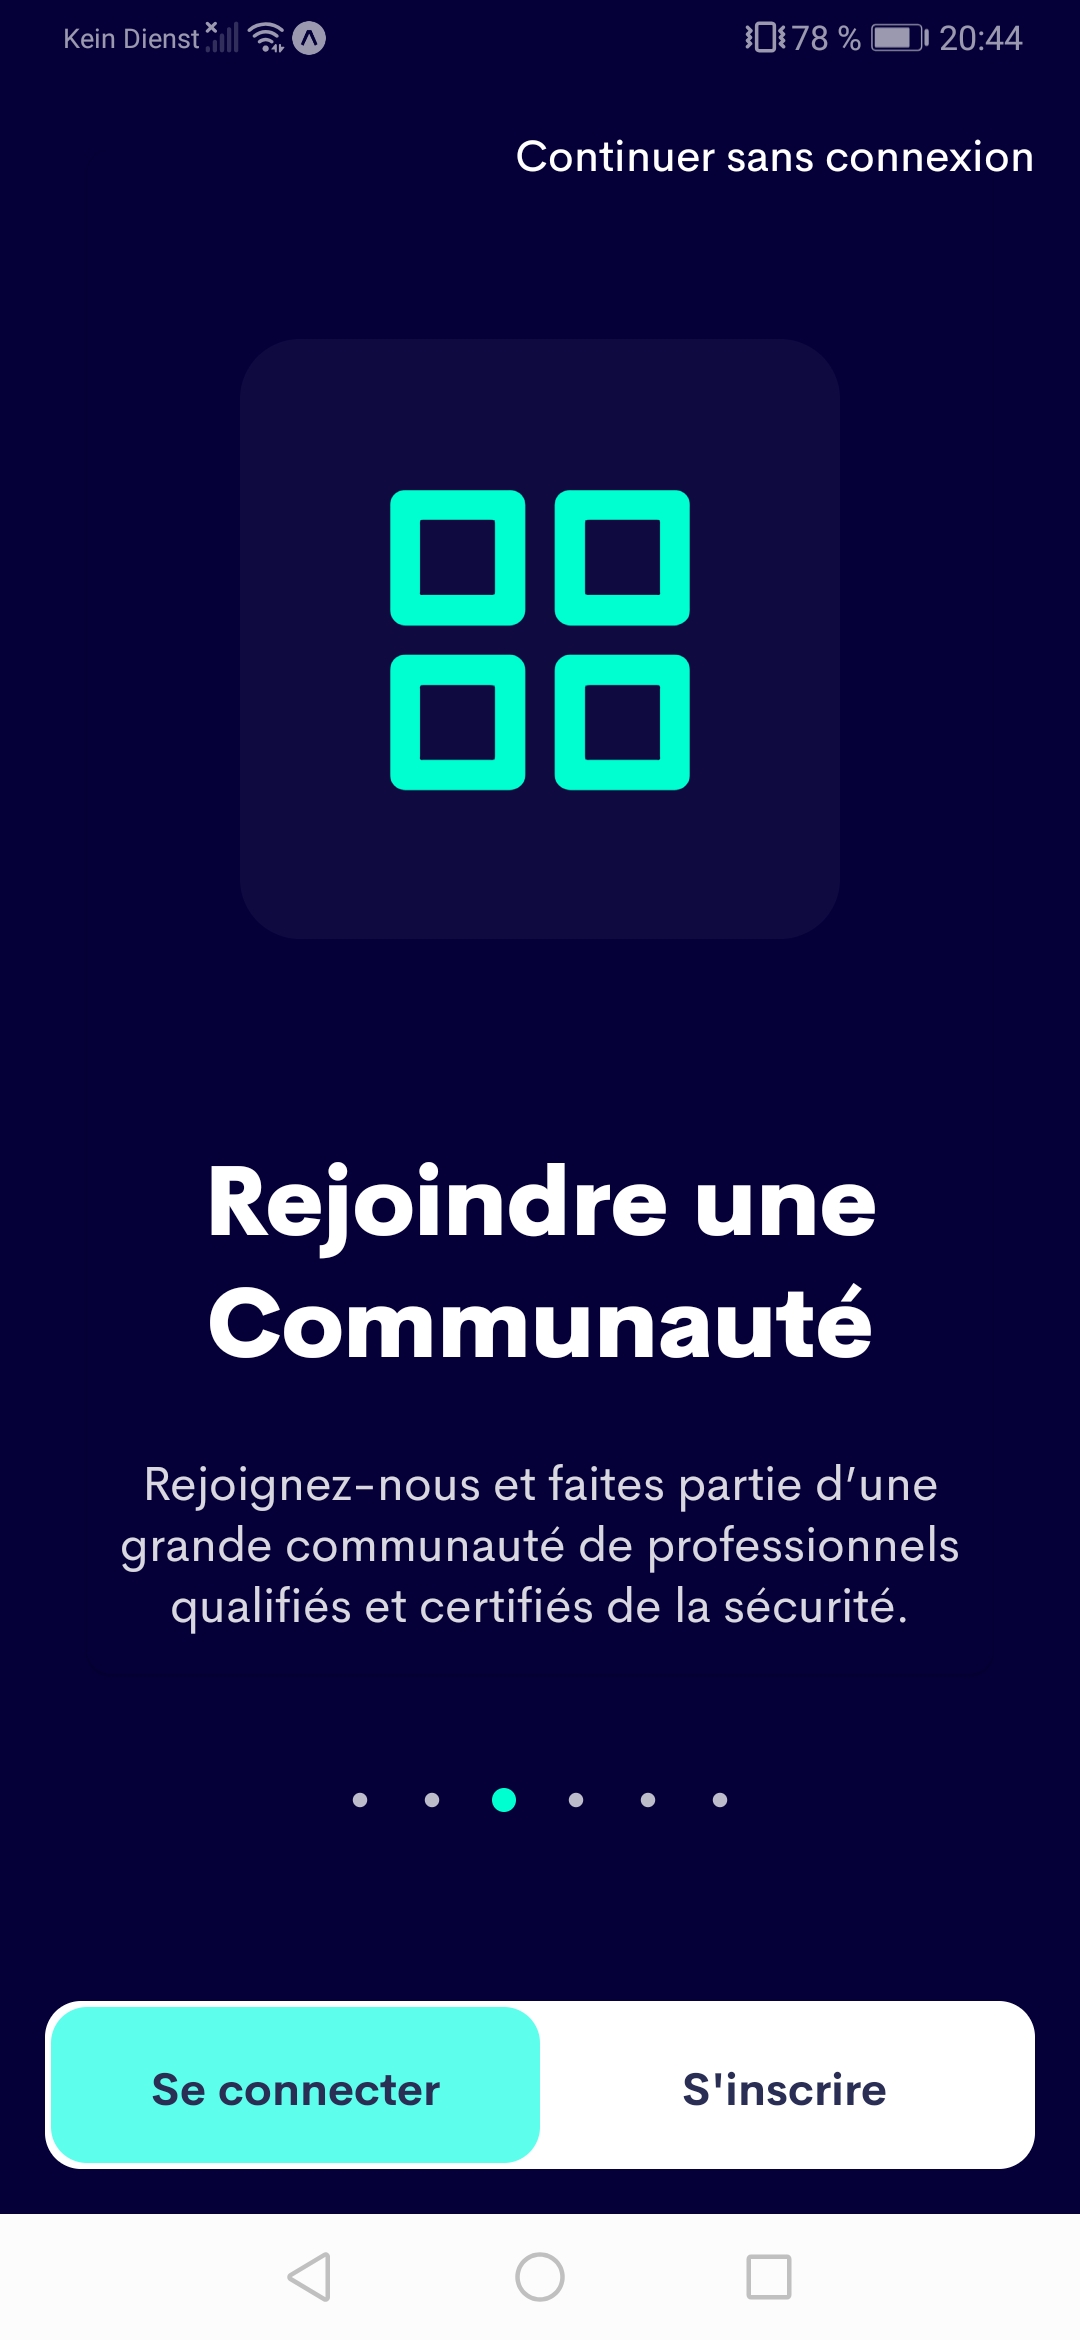 Kein Dienst 78 % 20:44
Continuer sans connexion
Rejoindre une
Communauté
Rejoignez-nous et faites partie d’une
grande communauté de professionnels
qualifiés et certifiés de la sécurité.
Se connecter S'inscrire